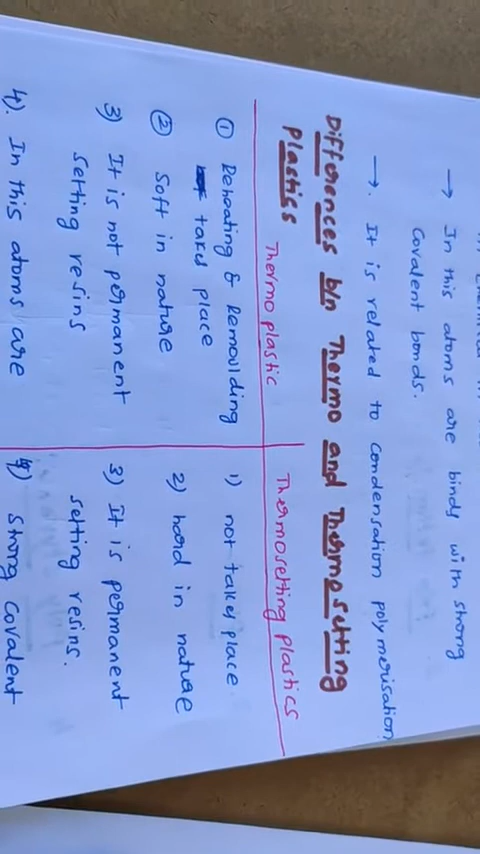 → In this atoms are binds with strong
Covalent bonds.
→. It is related to condensation polymerisation
Differences b/n Thermo and Thermosetting
Plastics
Thermo plastic
Thermosetting plastics
① Reheating & Remoulding
taked place
② Soft in nature
3) It is not permanent
setting resins
4). In this atoms are
1) not taked place.
2) hard in nature
3) It is permanent
setting resins.
4) Strong covalent